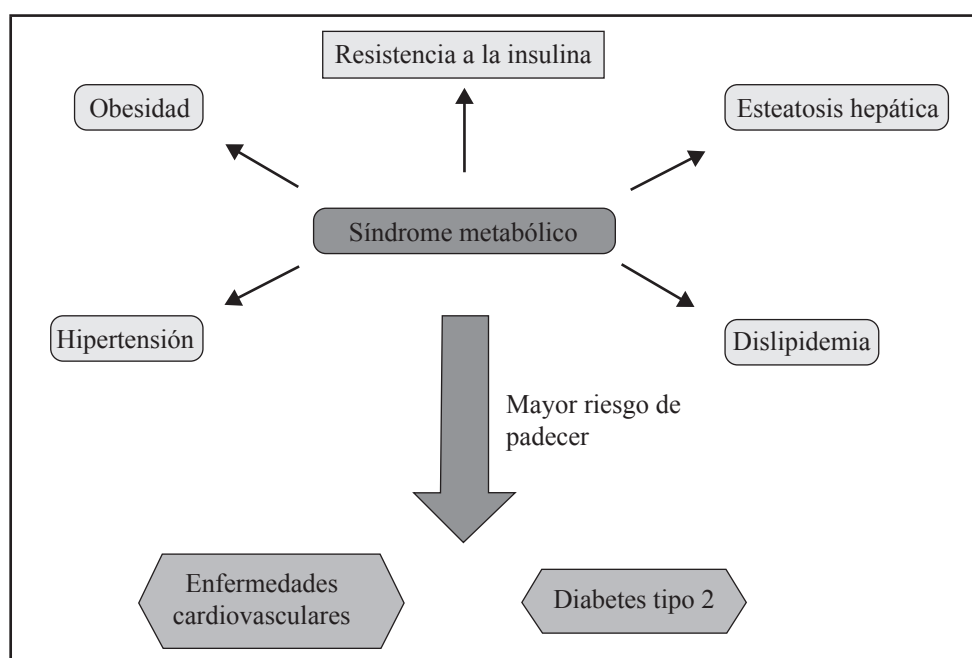 Resistencia a la insulina
Obesidad
Esteatosis hepática
Síndrome metabólico
Hipertensión
Dislipidemia
Mayor riesgo de
padecer
Enfermedades
cardiovasculares
Diabetes tipo 2